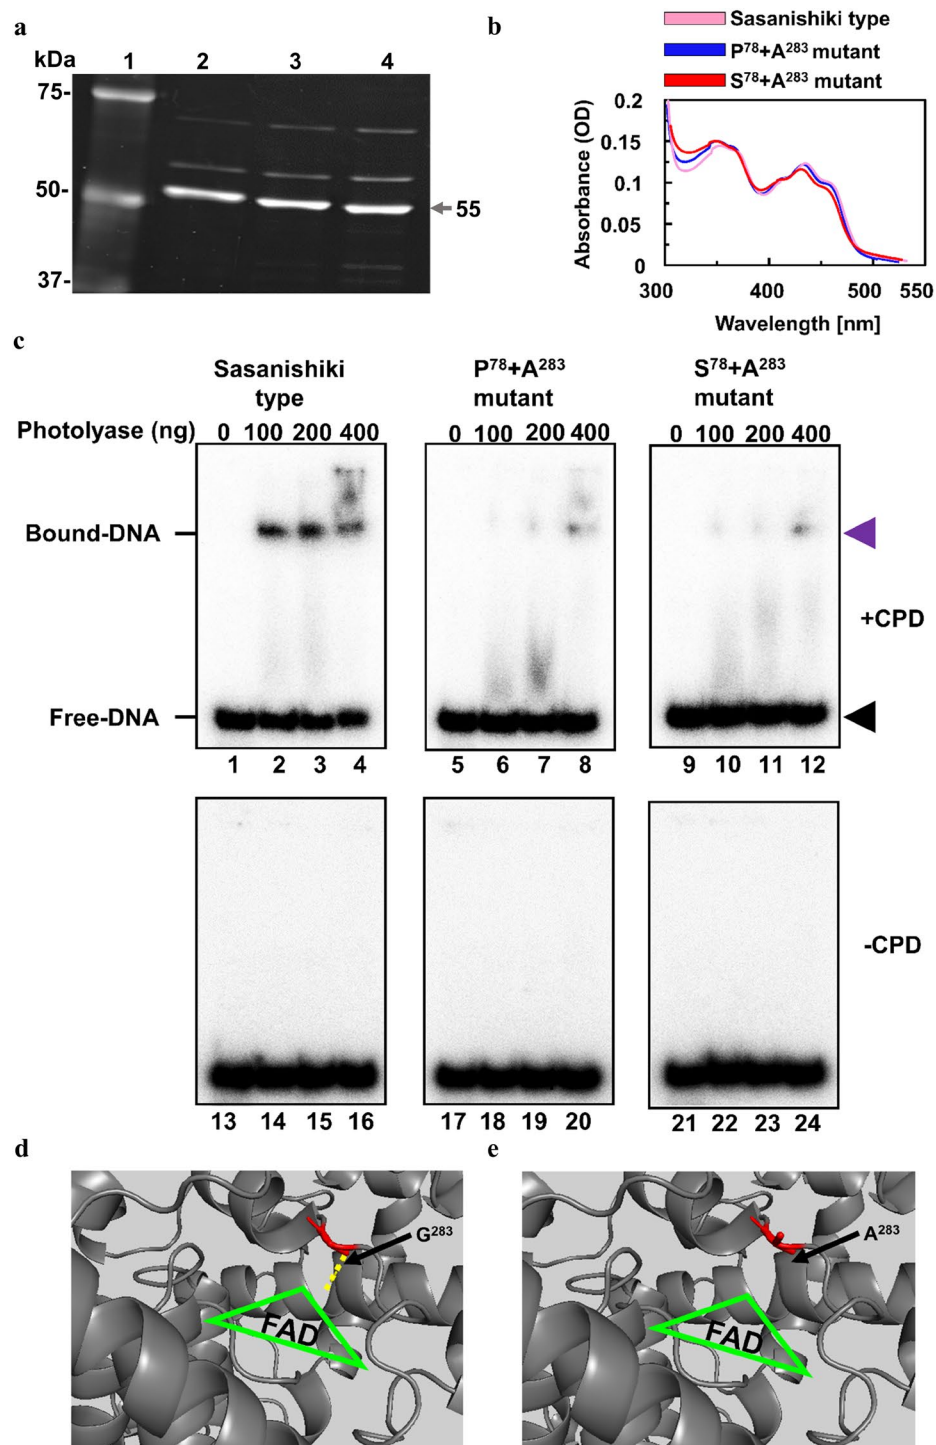 a
kDa 1 2 3 4
75-
50-
55
37-
b
Sasanishiki type
P⁷⁸+A²⁸³ mutant
S⁷⁸+A²⁸³ mutant
Absorbance (OD)
0.2
0.15
0.1
0.05
0
300 400 500 550
Wavelength [nm]
c
Sasanishiki
type
P⁷⁸+A²⁸³
mutant
S⁷⁸+A²⁸³
mutant
Photolyase (ng) 0 100 200 400 0 100 200 400 0 100 200 400
Bound-DNA
+CPD
Free-DNA
1 2 3 4 5 6 7 8 9 10 11 12
-CPD
13 14 15 16 17 18 19 20 21 22 23 24
d
G²⁸³
FAD
e
A²⁸³
FAD